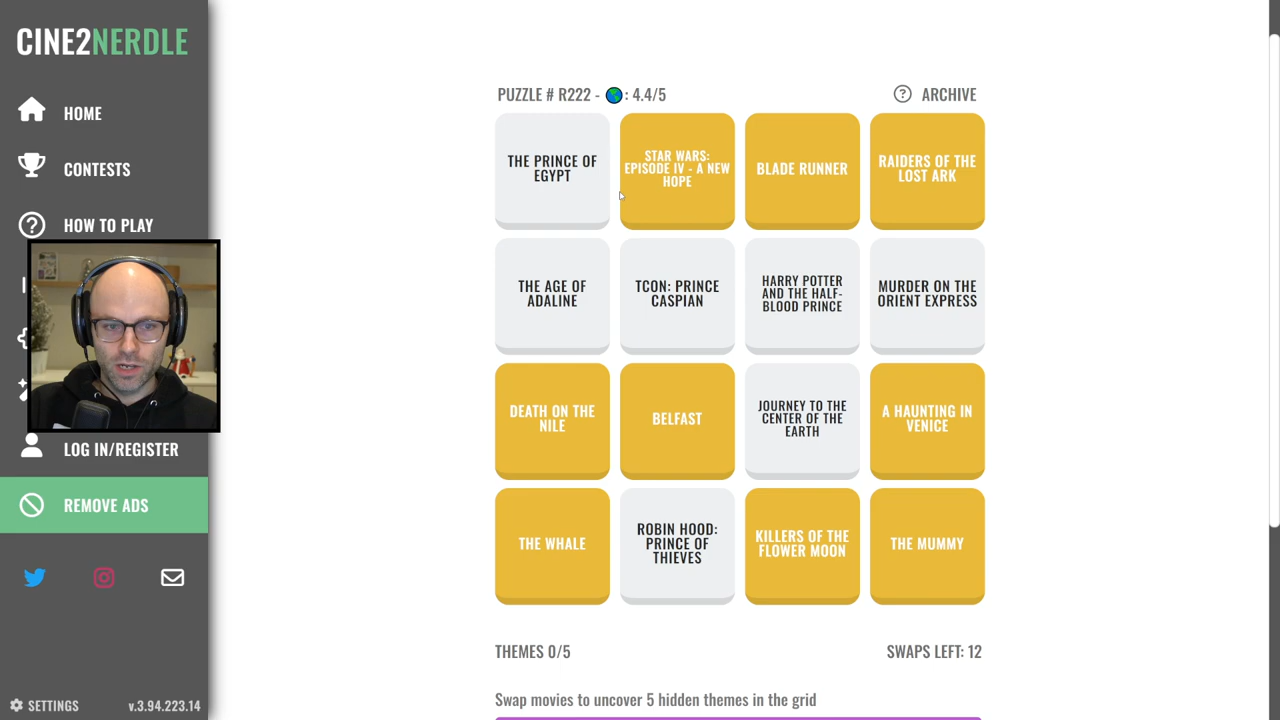 CINE2NERDLE
HOME
CONTESTS
HOW TO PLAY
LOG IN/REGISTER
REMOVE ADS
SETTINGS
v.3.94.223.14
PUZZLE # R222 - 🌎: 4.4/5
ARCHIVE
THE PRINCE OF
EGYPT
STAR WARS:
EPISODE IV - A NEW
HOPE
BLADE RUNNER
RAIDERS OF THE
LOST ARK
THE AGE OF
ADALINE
TCON: PRINCE
CASPIAN
HARRY POTTER
AND THE HALF-
BLOOD PRINCE
MURDER ON THE
ORIENT EXPRESS
DEATH ON THE
NILE
BELFAST
JOURNEY TO THE
CENTER OF THE
EARTH
A HAUNTING IN
VENICE
THE WHALE
ROBIN HOOD:
PRINCE OF
THIEVES
KILLERS OF THE
FLOWER MOON
THE MUMMY
THEMES 0/5
SWAPS LEFT: 12
Swap movies to uncover 5 hidden themes in the grid